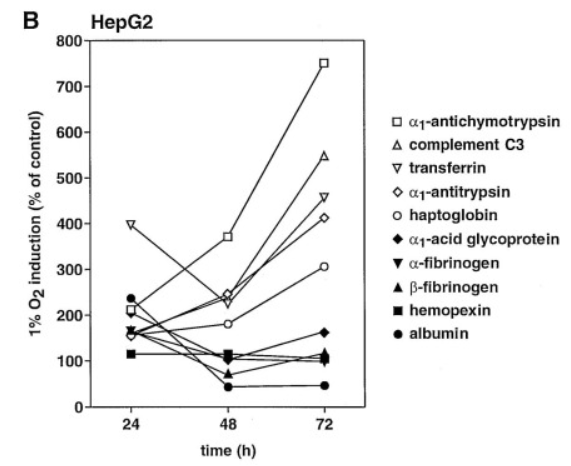 B HepG2
800
700
600
500
400
300
200
100
0
1% O2 induction (% of control)
24 48 72
time (h)
α1-antichymotrypsin
complement C3
transferrin
α1-antitrypsin
haptoglobin
α1-acid glycoprotein
α-fibrinogen
β-fibrinogen
hemopexin
albumin